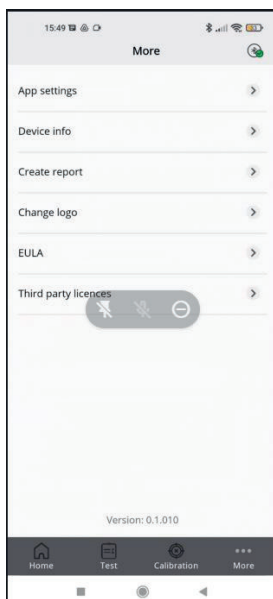 15:49
More
App settings
Device info
Create report
Change logo
EULA
Third party licences
Version: 0.1.010
Home Test Calibration More